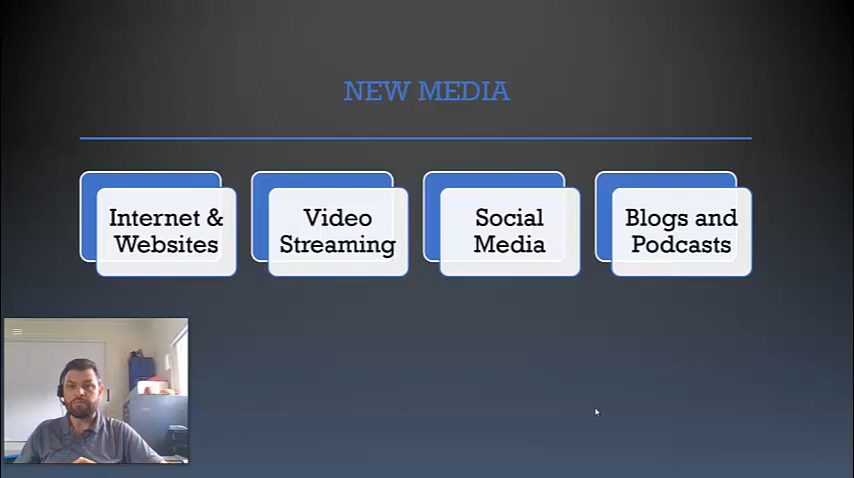 NEW MEDIA
Internet &
Websites
Video
Streaming
Social
Media
Blogs and
Podcasts